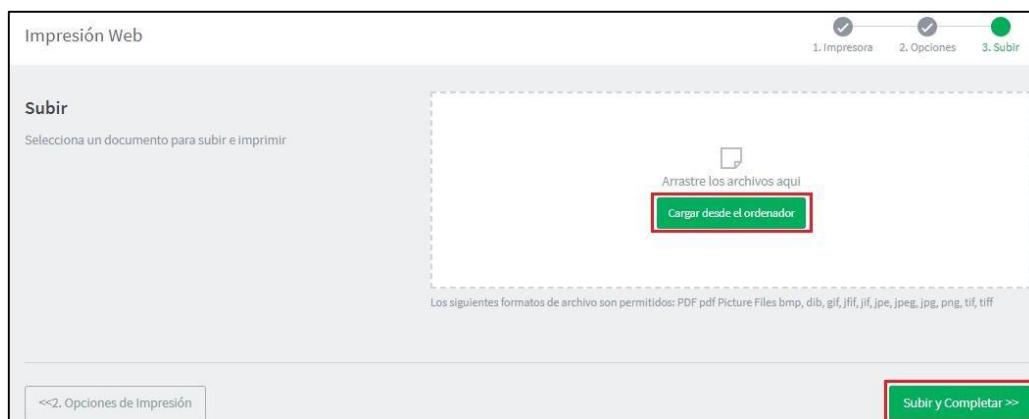 Impresión Web
1. Impresora
2. Opciones
3. Subir
Subir
Selecciona un documento para subir e imprimir
Arrastre los archivos aqui
Cargar desde el ordenador
Los siguientes formatos de archivo son permitidos: PDF pdf Picture Files bmp, dib, gif, jfif, jif, jpe, jpeg, jpg, png, tif, tiff
<<2. Opciones de Impresión
Subir y Completar >>